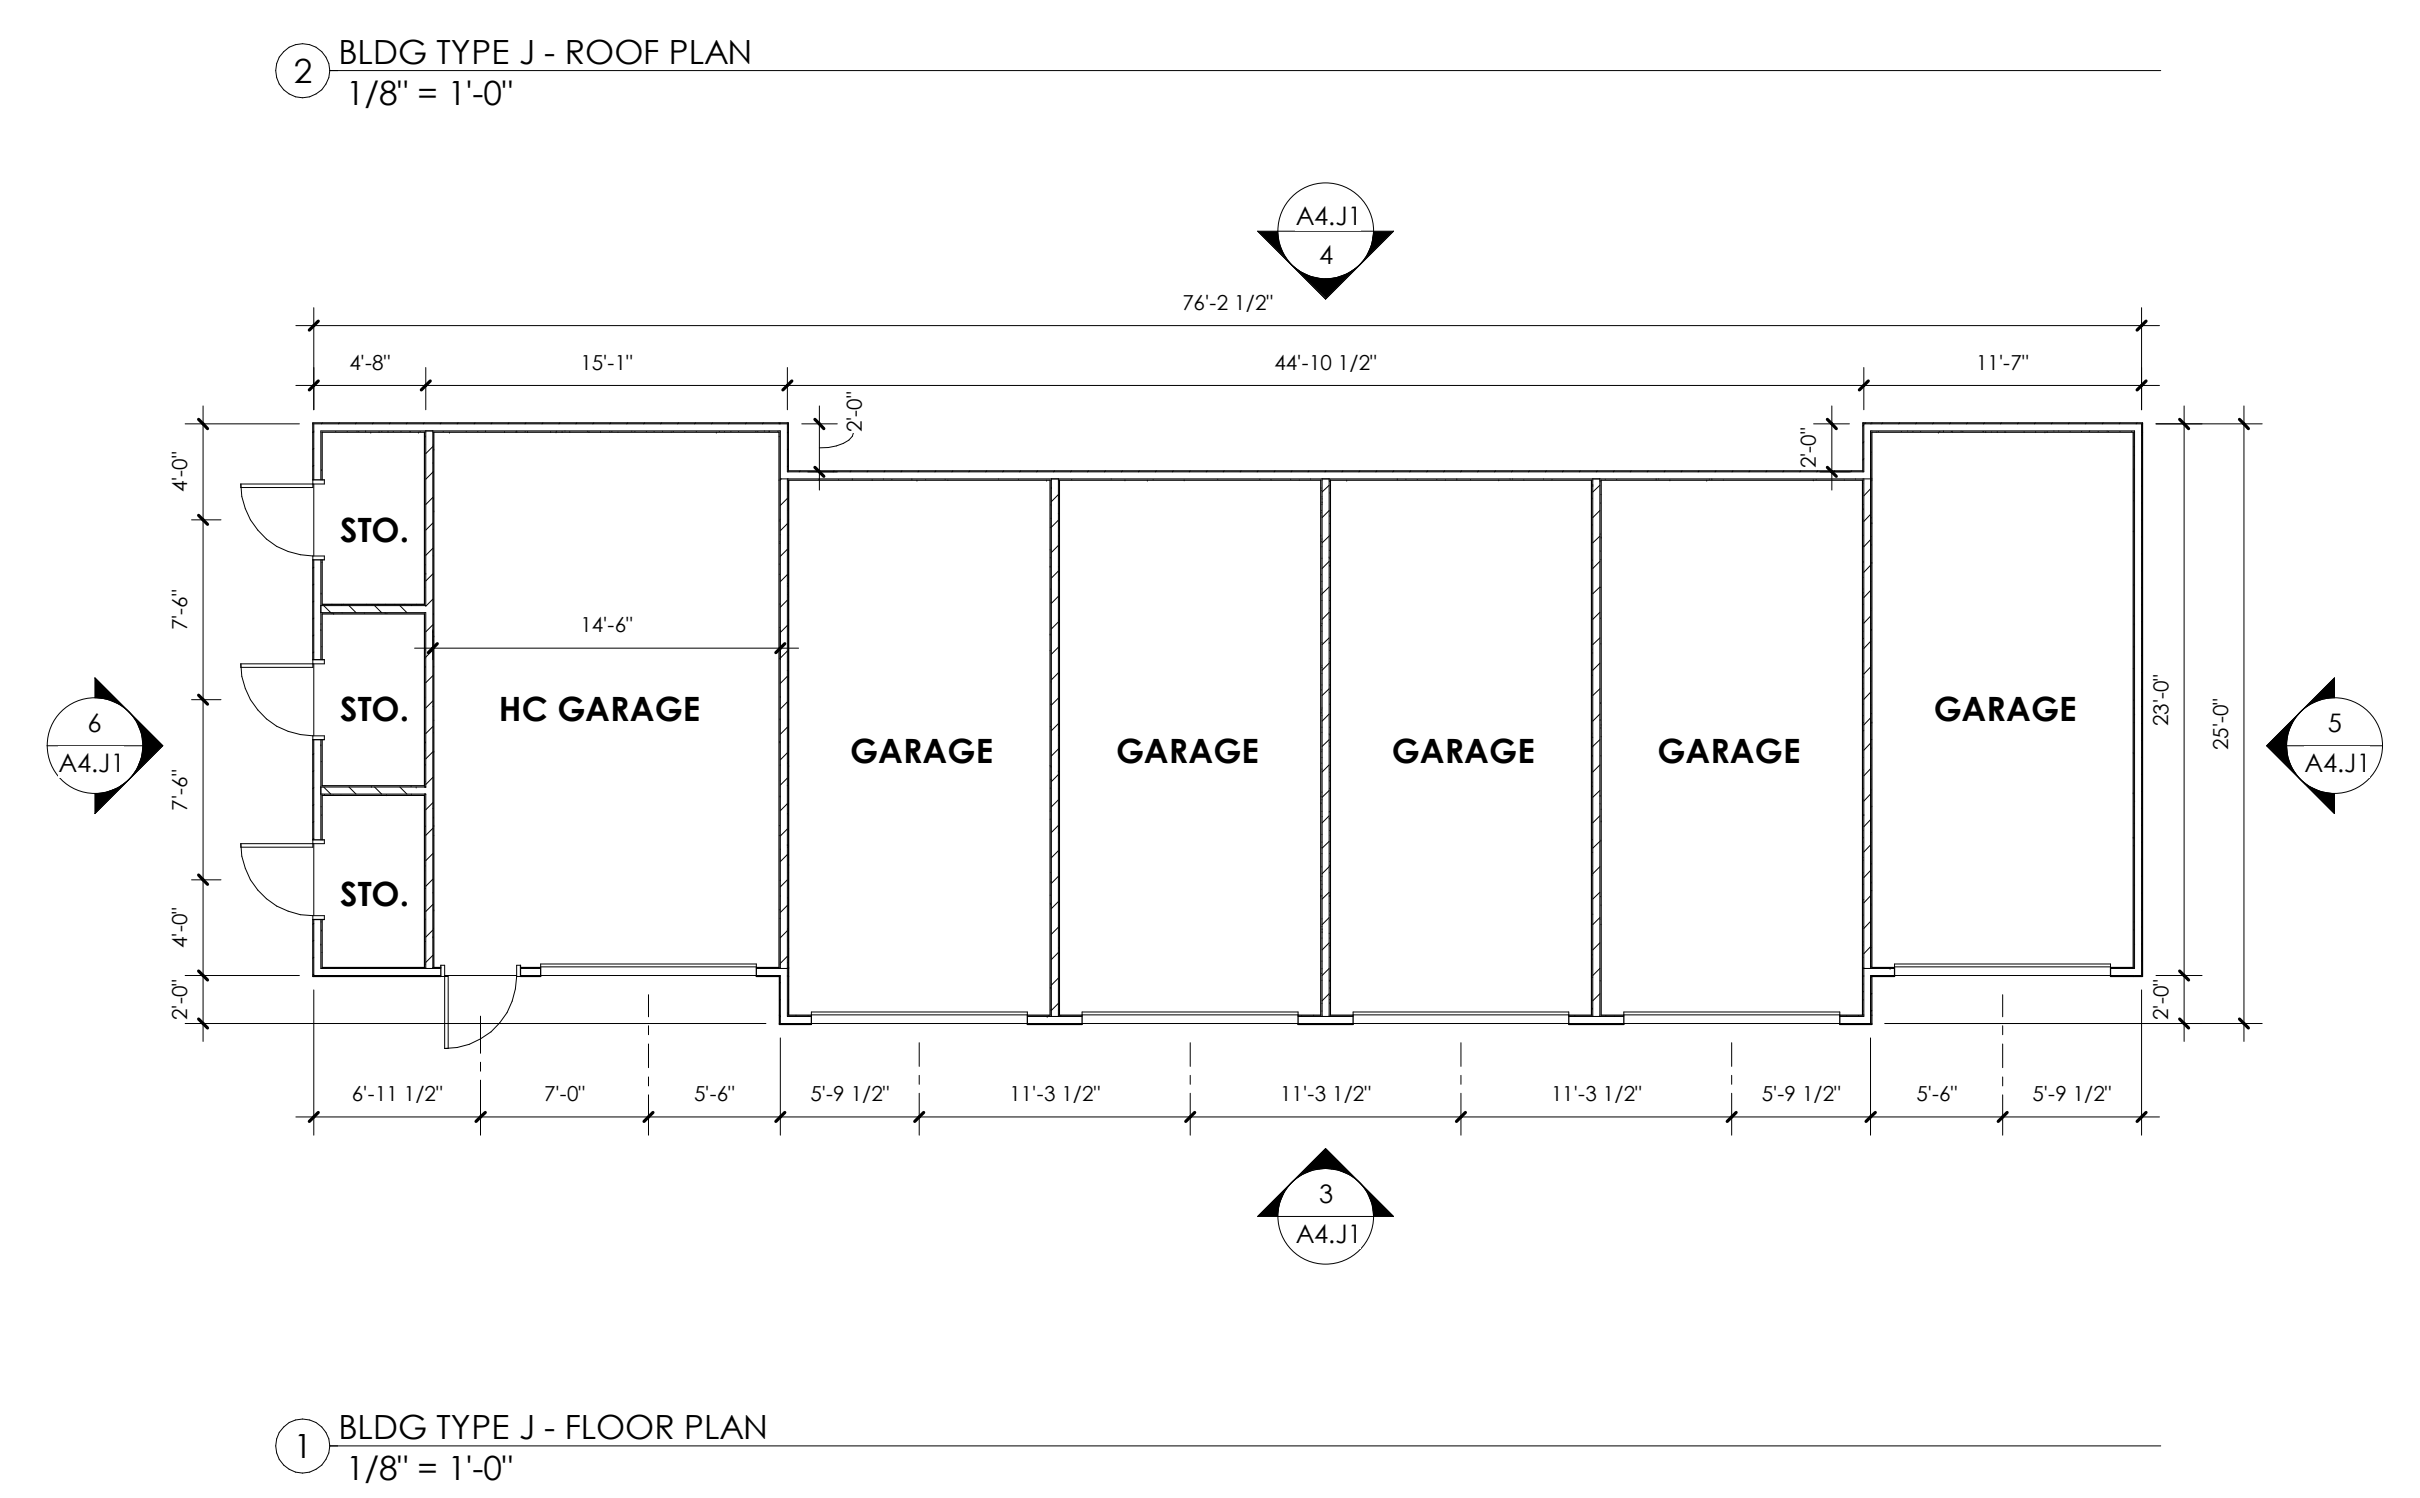 2
BLDG TYPE J - ROOF PLAN
1/8" = 1'-0"
A4.J1
4
76'-2 1/2"
4'-8"
15'-1"
44'-10 1/2"
11'-7"
2'-0"
2'-0"
4'-0"
7'-6"
7'-6"
4'-0"
2'-0"
STO.
STO.
STO.
14'-6"
HC GARAGE
GARAGE
GARAGE
GARAGE
GARAGE
GARAGE
23'-0"
25'-0"
2'-0"
6
A4.J1
5
A4.J1
6'-11 1/2"
7'-0"
5'-6"
5'-9 1/2"
11'-3 1/2"
11'-3 1/2"
11'-3 1/2"
5'-9 1/2"
5'-6"
5'-9 1/2"
3
A4.J1
1
BLDG TYPE J - FLOOR PLAN
1/8" = 1'-0"